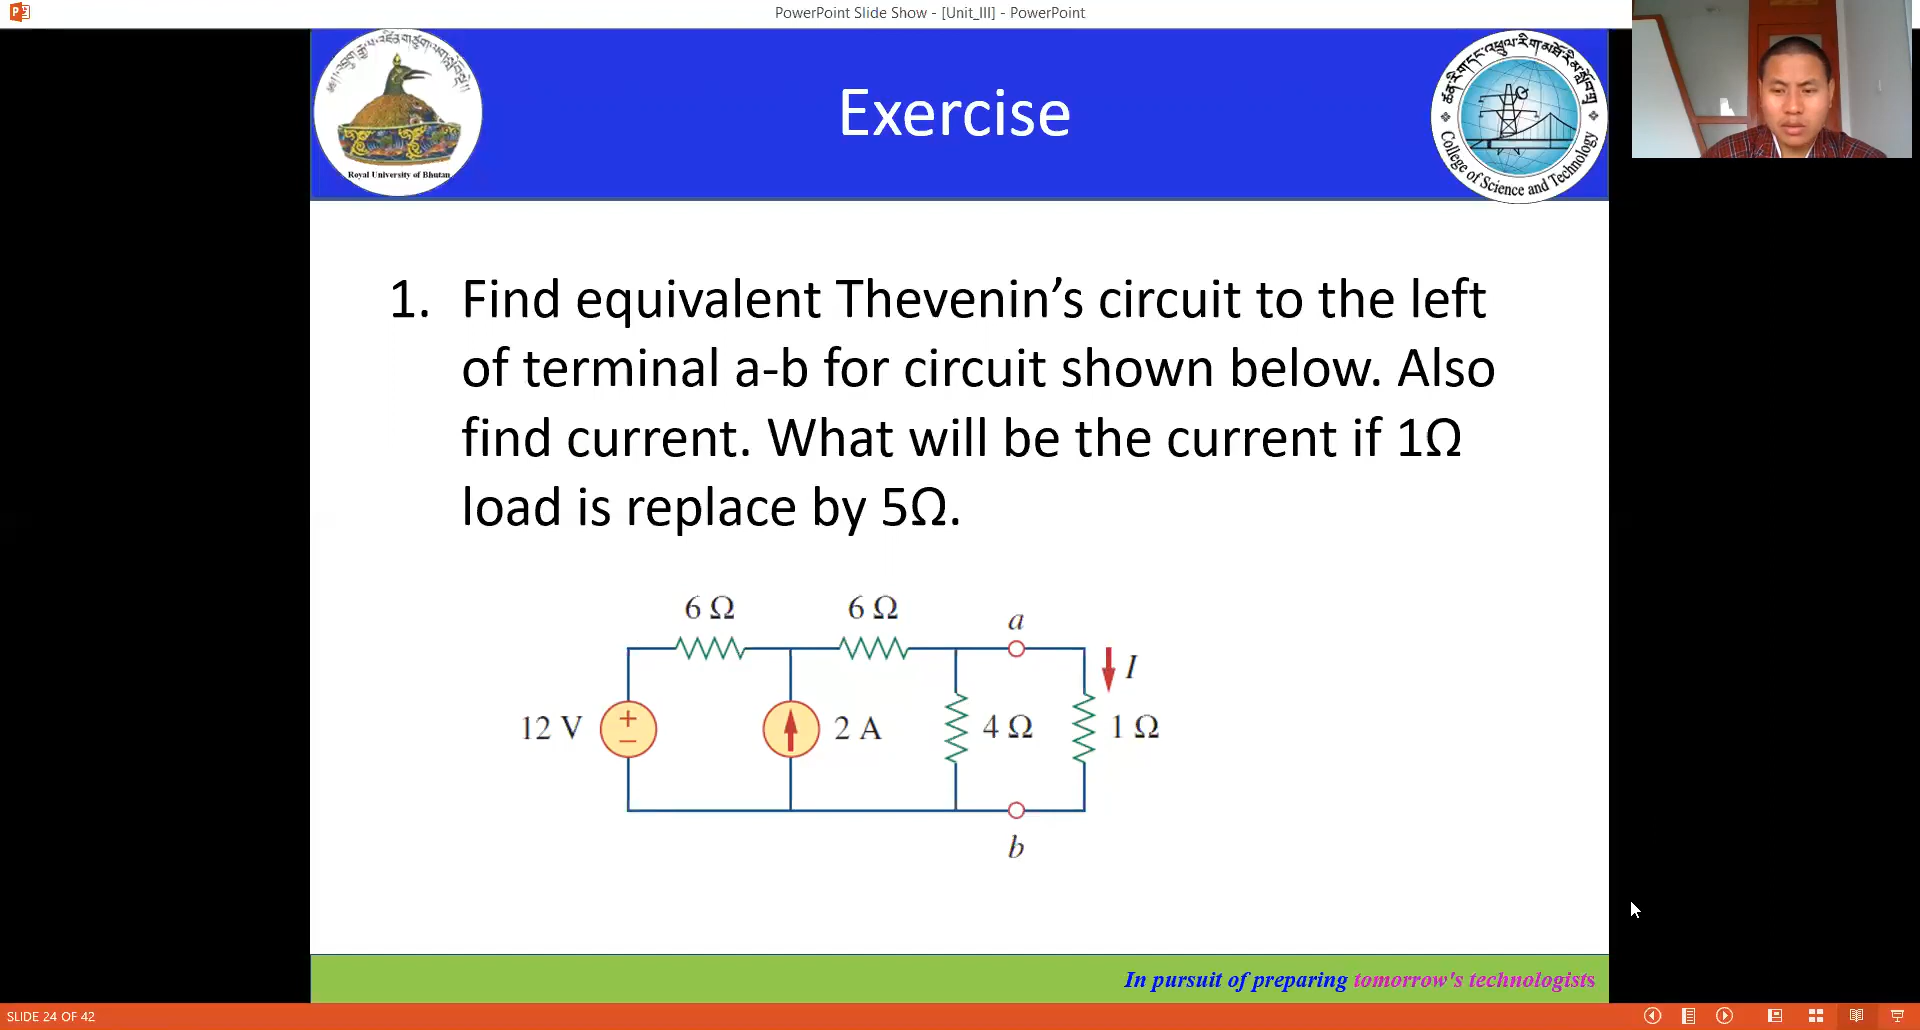 PowerPoint Slide Show - [Unit_III] - PowerPoint
Royal University of Bhutan
Exercise
College of Science and Technology
1. Find equivalent Thevenin’s circuit to the left
of terminal a-b for circuit shown below. Also
find current. What will be the current if 1Ω
load is replace by 5Ω.
6 Ω 6 Ω a
I
12 V + − 2 A 4 Ω 1 Ω
b
In pursuit of preparing tomorrow's technologists
SLIDE 24 OF 42